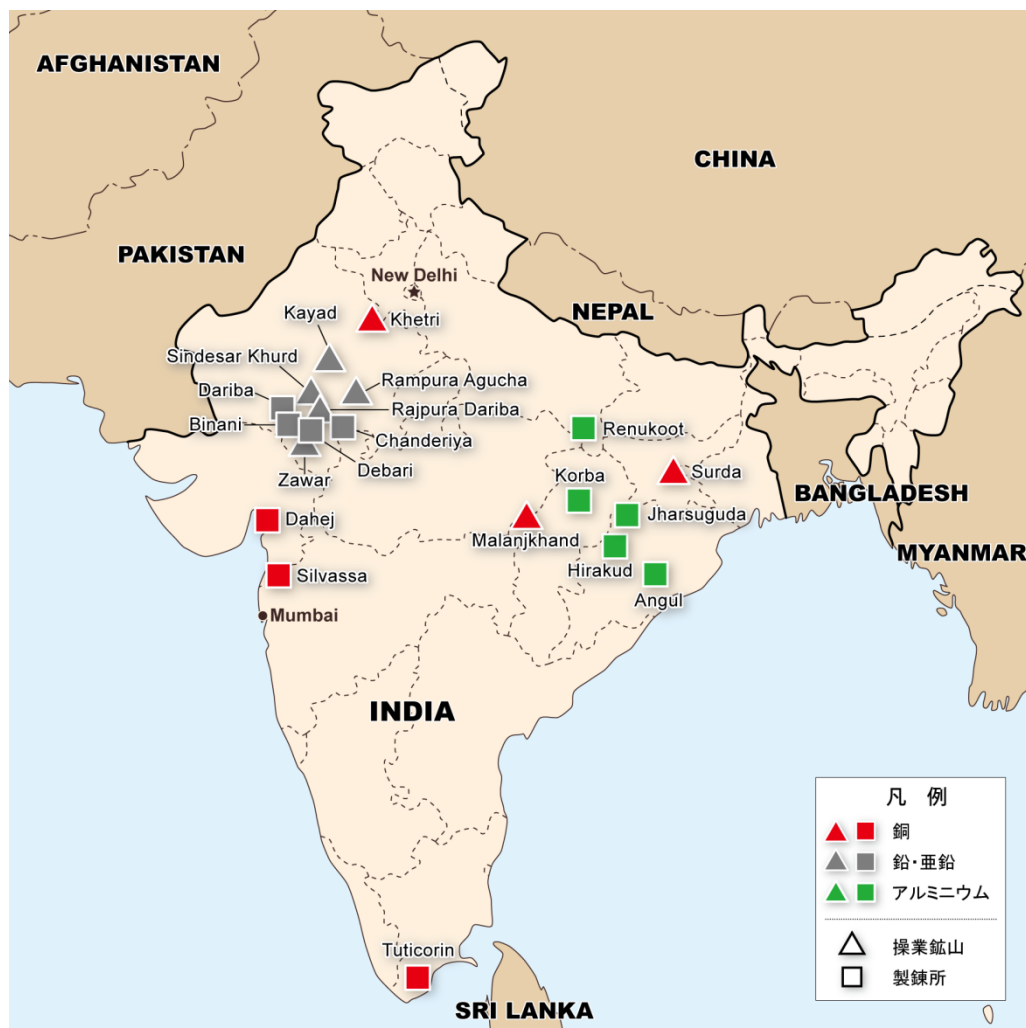 AFGHANISTAN
CHINA
PAKISTAN
New Delhi
NEPAL
Kayad
Khetri
Sindesar Khurd
Rampura Agucha
Dariba
Rajpura Dariba
Binani
Chanderiya
Renukoot
Debari
Zawar
Korba
Surda
BANGLADESH
Dahej
Jharsuguda
Malanjkhand
MYANMAR
Hirakud
Silvassa
Angul
Mumbai
INDIA
凡 例
銅
鉛・亜鉛
アルミニウム
操業鉱山
製錬所
Tuticorin
SRI LANKA